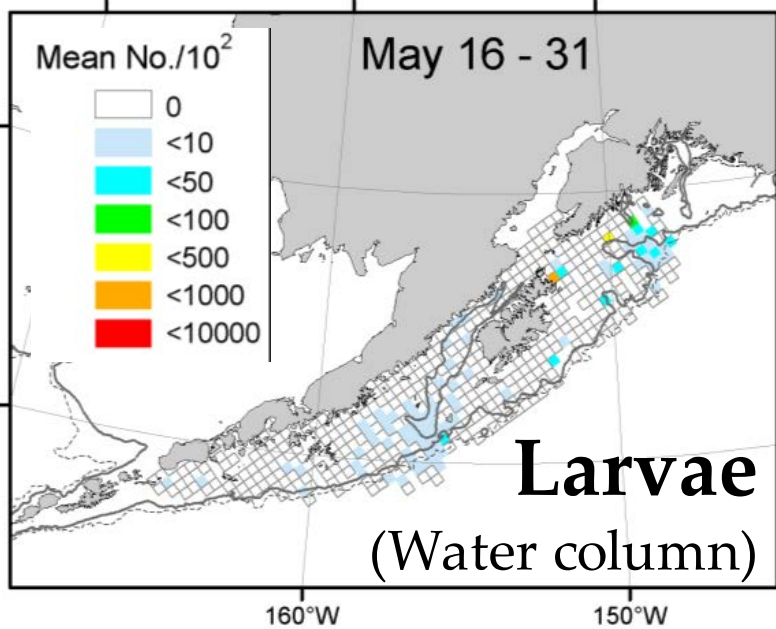 Mean No./10²
May 16 - 31
0
<10
<50
<100
<500
<1000
<10000
Larvae
(Water column)
160°W
150°W